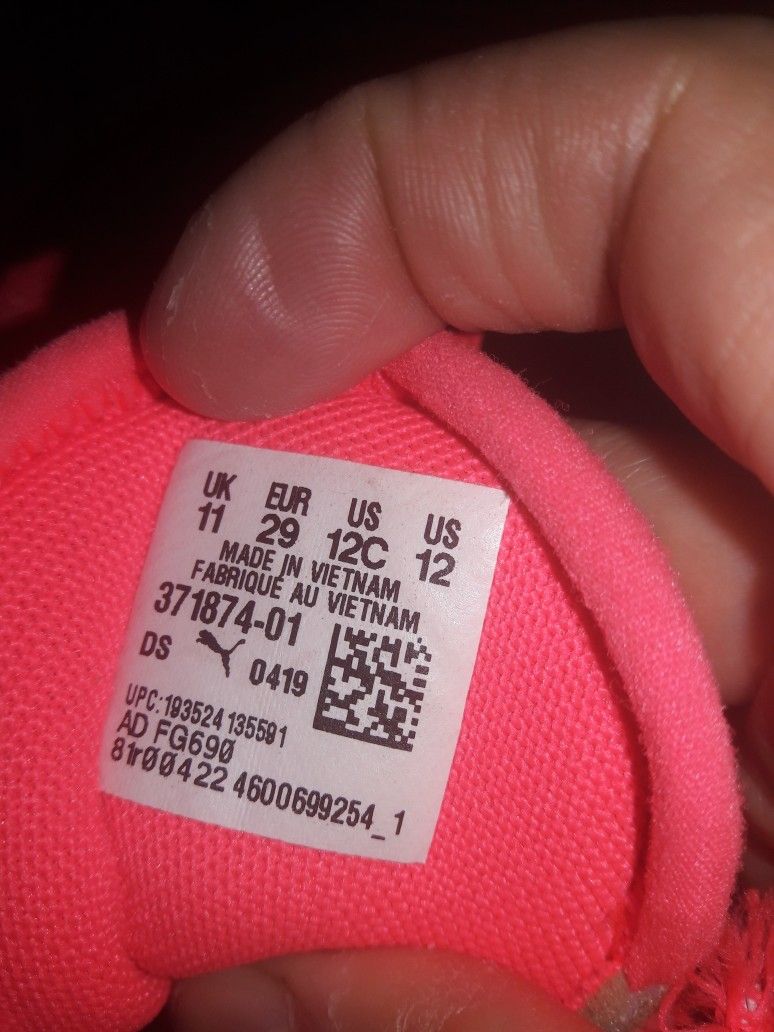 UK EUR US US
11 29 12C 12
MADE IN VIETNAM
FABRIQUÉ AU VIETNAM
371874-01
DS 0419
UPC:193524135591
AD FG690
81r00422 4600699254_1